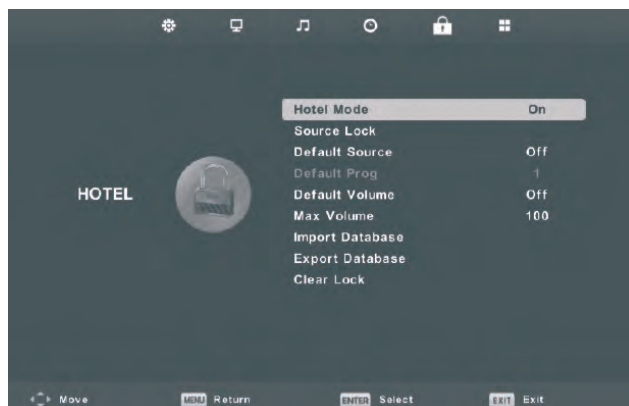 Hotel Mode On
Source Lock
Default Source Off
Default Prog 1
HOTEL
Default Volume Off
Max Volume 100
Import Database
Export Database
Clear Lock
Move MENU Return ENTER Select EXIT Exit